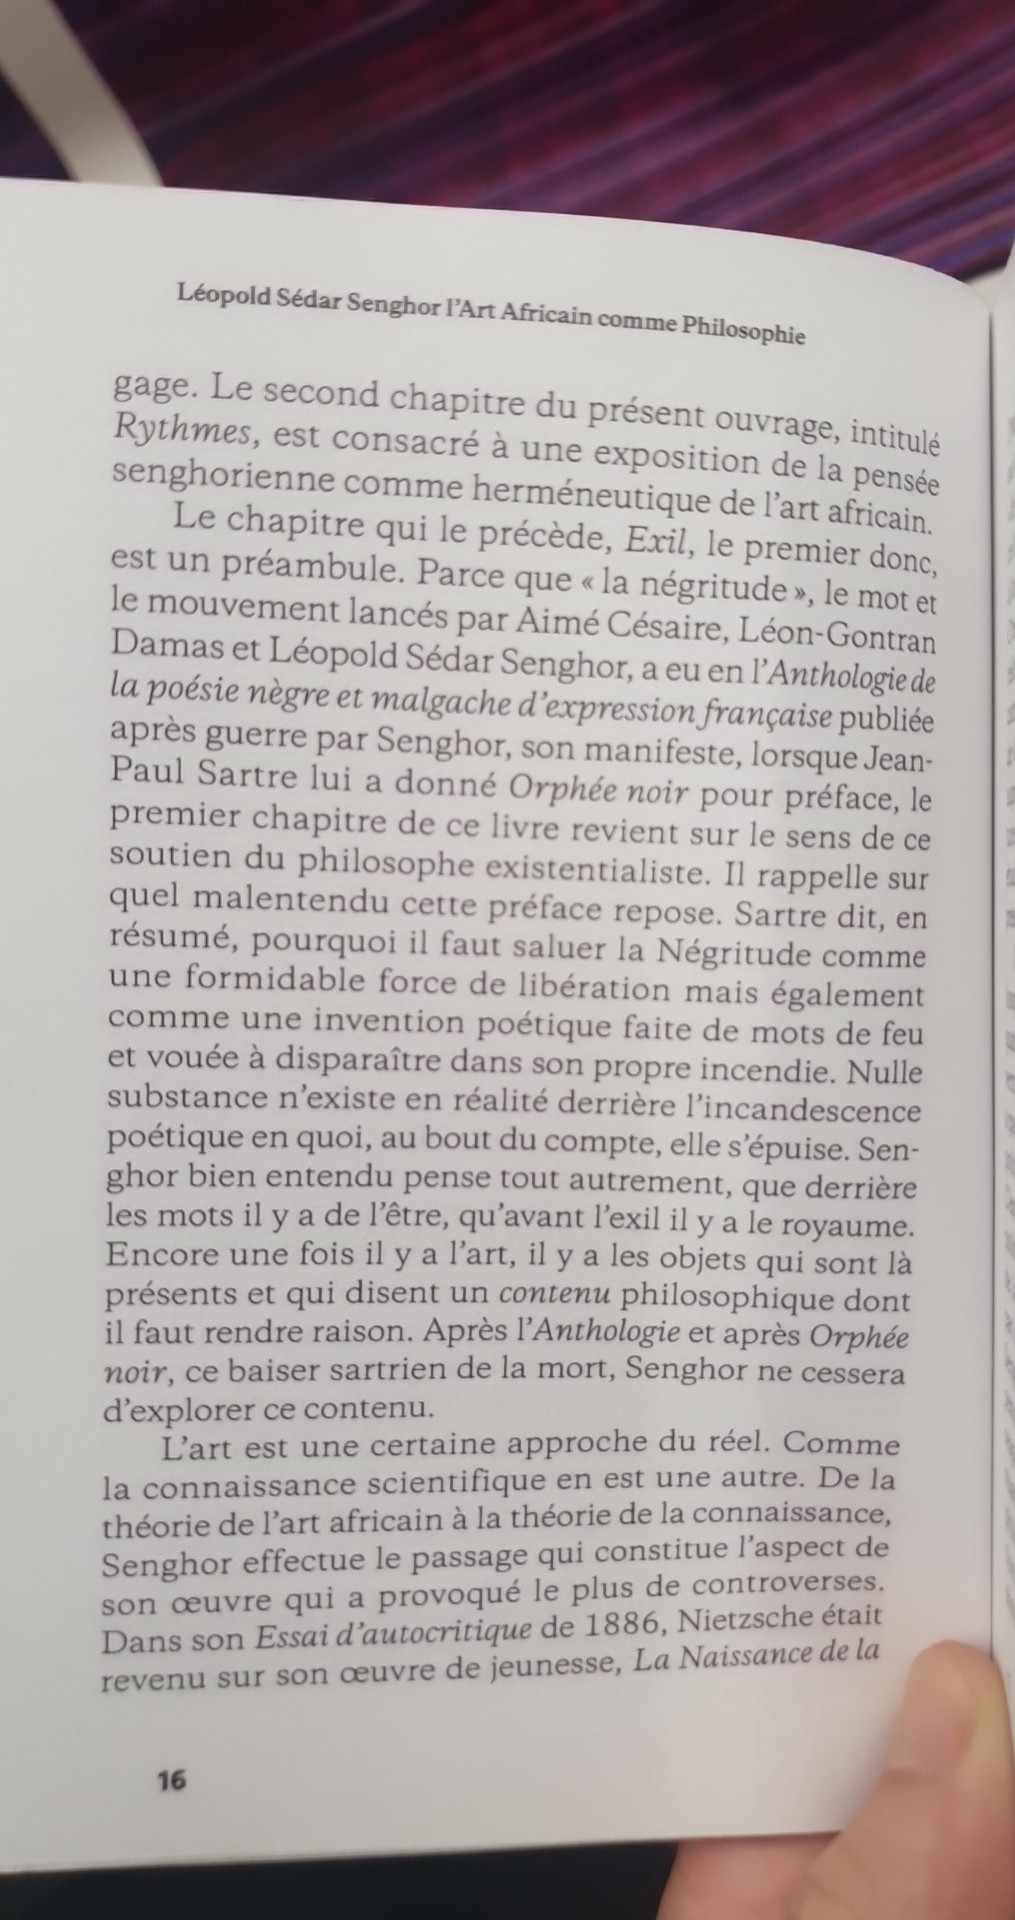 Léopold Sédar Senghor l'Art Africain comme Philosophie
gage. Le second chapitre du présent ouvrage, intitulé
Rythmes, est consacré à une exposition de la pensée
senghorienne comme herméneutique de l'art africain.
Le chapitre qui le précède, Exil, le premier donc,
est un préambule. Parce que « la négritude », le mot et
le mouvement lancés par Aimé Césaire, Léon-Gontran
Damas et Léopold Sédar Senghor, a eu en l'Anthologie de
la poésie nègre et malgache d'expression française publiée
après guerre par Senghor, son manifeste, lorsque Jean-
Paul Sartre lui a donné Orphée noir pour préface, le
premier chapitre de ce livre revient sur le sens de ce
soutien du philosophe existentialiste. Il rappelle sur
quel malentendu cette préface repose. Sartre dit, en
résumé, pourquoi il faut saluer la Négritude comme
une formidable force de libération mais également
comme une invention poétique faite de mots de feu
et vouée à disparaître dans son propre incendie. Nulle
substance n'existe en réalité derrière l'incandescence
poétique en quoi, au bout du compte, elle s'épuise. Sen-
ghor bien entendu pense tout autrement, que derrière
les mots il y a de l'être, qu'avant l'exil il y a le royaume.
Encore une fois il y a l'art, il y a les objets qui sont là
présents et qui disent un contenu philosophique dont
il faut rendre raison. Après l'Anthologie et après Orphée
noir, ce baiser sartrien de la mort, Senghor ne cessera
d'explorer ce contenu.
L'art est une certaine approche du réel. Comme
la connaissance scientifique en est une autre. De la
théorie de l'art africain à la théorie de la connaissance,
Senghor effectue le passage qui constitue l'aspect de
son œuvre qui a provoqué le plus de controverses.
Dans son Essai d'autocritique de 1886, Nietzsche était
revenu sur son œuvre de jeunesse, La Naissance de la
16